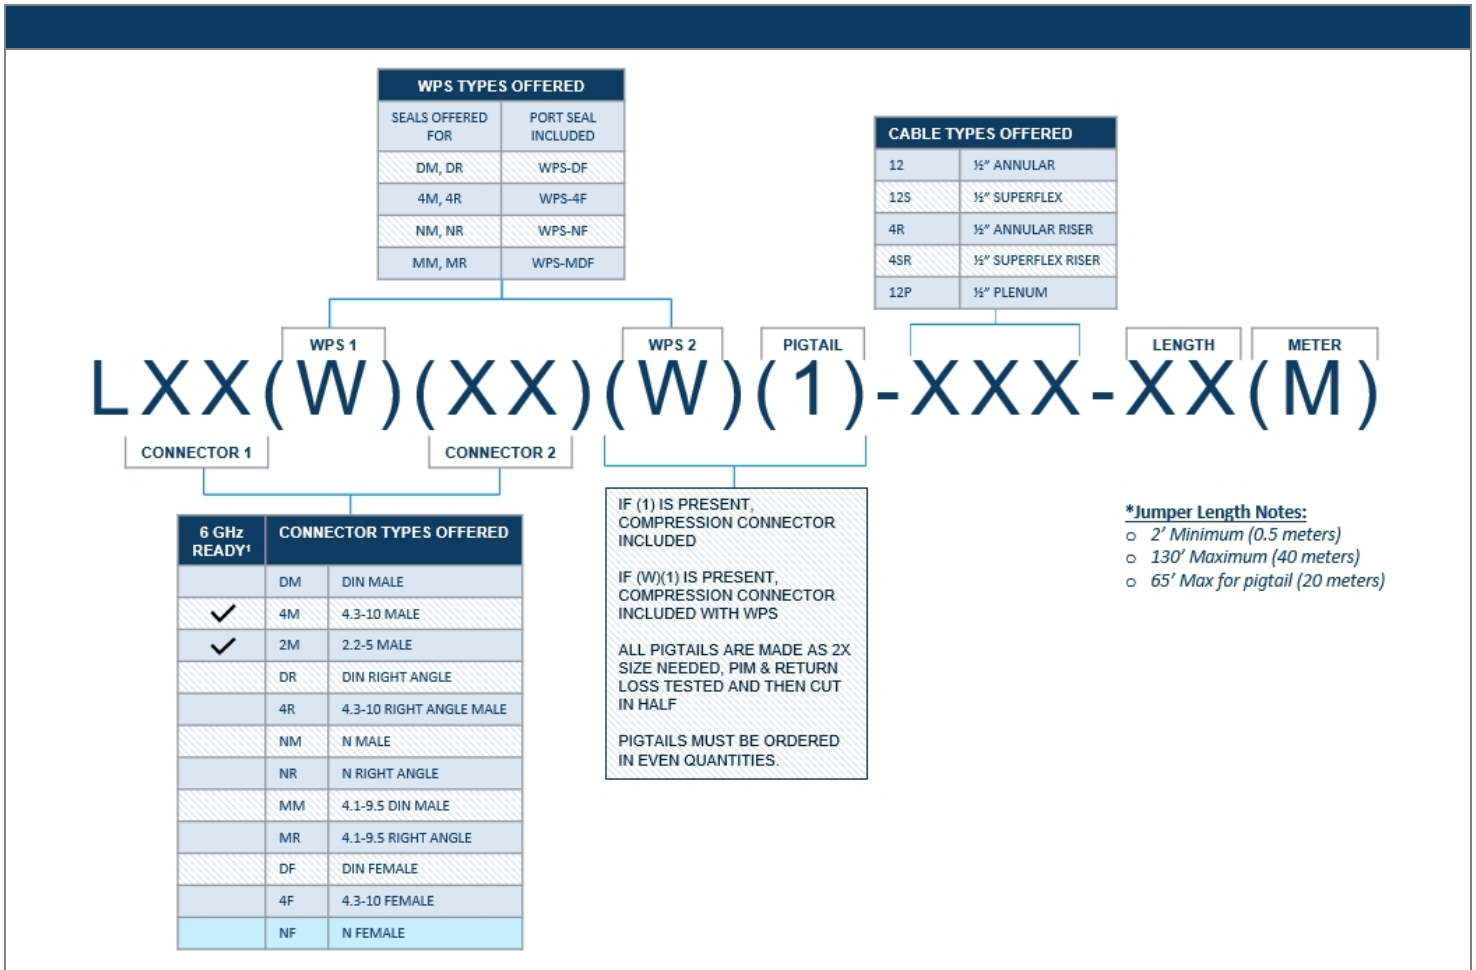 WPS TYPES OFFERED
SEALS OFFERED FOR PORT SEAL INCLUDED
DM, DR WPS-DF
4M, 4R WPS-4F
NM, NR WPS-NF
MM, MR WPS-MDF
CABLE TYPES OFFERED
12 ½” ANNULAR
12S ½” SUPERFLEX
4R ½” ANNULAR RISER
4SR ½” SUPERFLEX RISER
12P ½” PLENUM
WPS 1 WPS 2 PIGTAIL LENGTH METER
LXX(W)(XX)(W)(1)-XXX-XX(M)
CONNECTOR 1 CONNECTOR 2
6 GHz READY¹ CONNECTOR TYPES OFFERED
DM DIN MALE
✓ 4M 4.3-10 MALE
✓ 2M 2.2-5 MALE
DR DIN RIGHT ANGLE
4R 4.3-10 RIGHT ANGLE MALE
NM N MALE
NR N RIGHT ANGLE
MM 4.1-9.5 DIN MALE
MR 4.1-9.5 RIGHT ANGLE
DF DIN FEMALE
4F 4.3-10 FEMALE
NF N FEMALE
IF (1) IS PRESENT,
COMPRESSION CONNECTOR
INCLUDED
IF (W)(1) IS PRESENT,
COMPRESSION CONNECTOR
INCLUDED WITH WPS
ALL PIGTAILS ARE MADE AS 2X
SIZE NEEDED, PIM & RETURN
LOSS TESTED AND THEN CUT
IN HALF
PIGTAILS MUST BE ORDERED
IN EVEN QUANTITIES.
*Jumper Length Notes:
o 2’ Minimum (0.5 meters)
o 130’ Maximum (40 meters)
o 65’ Max for pigtail (20 meters)